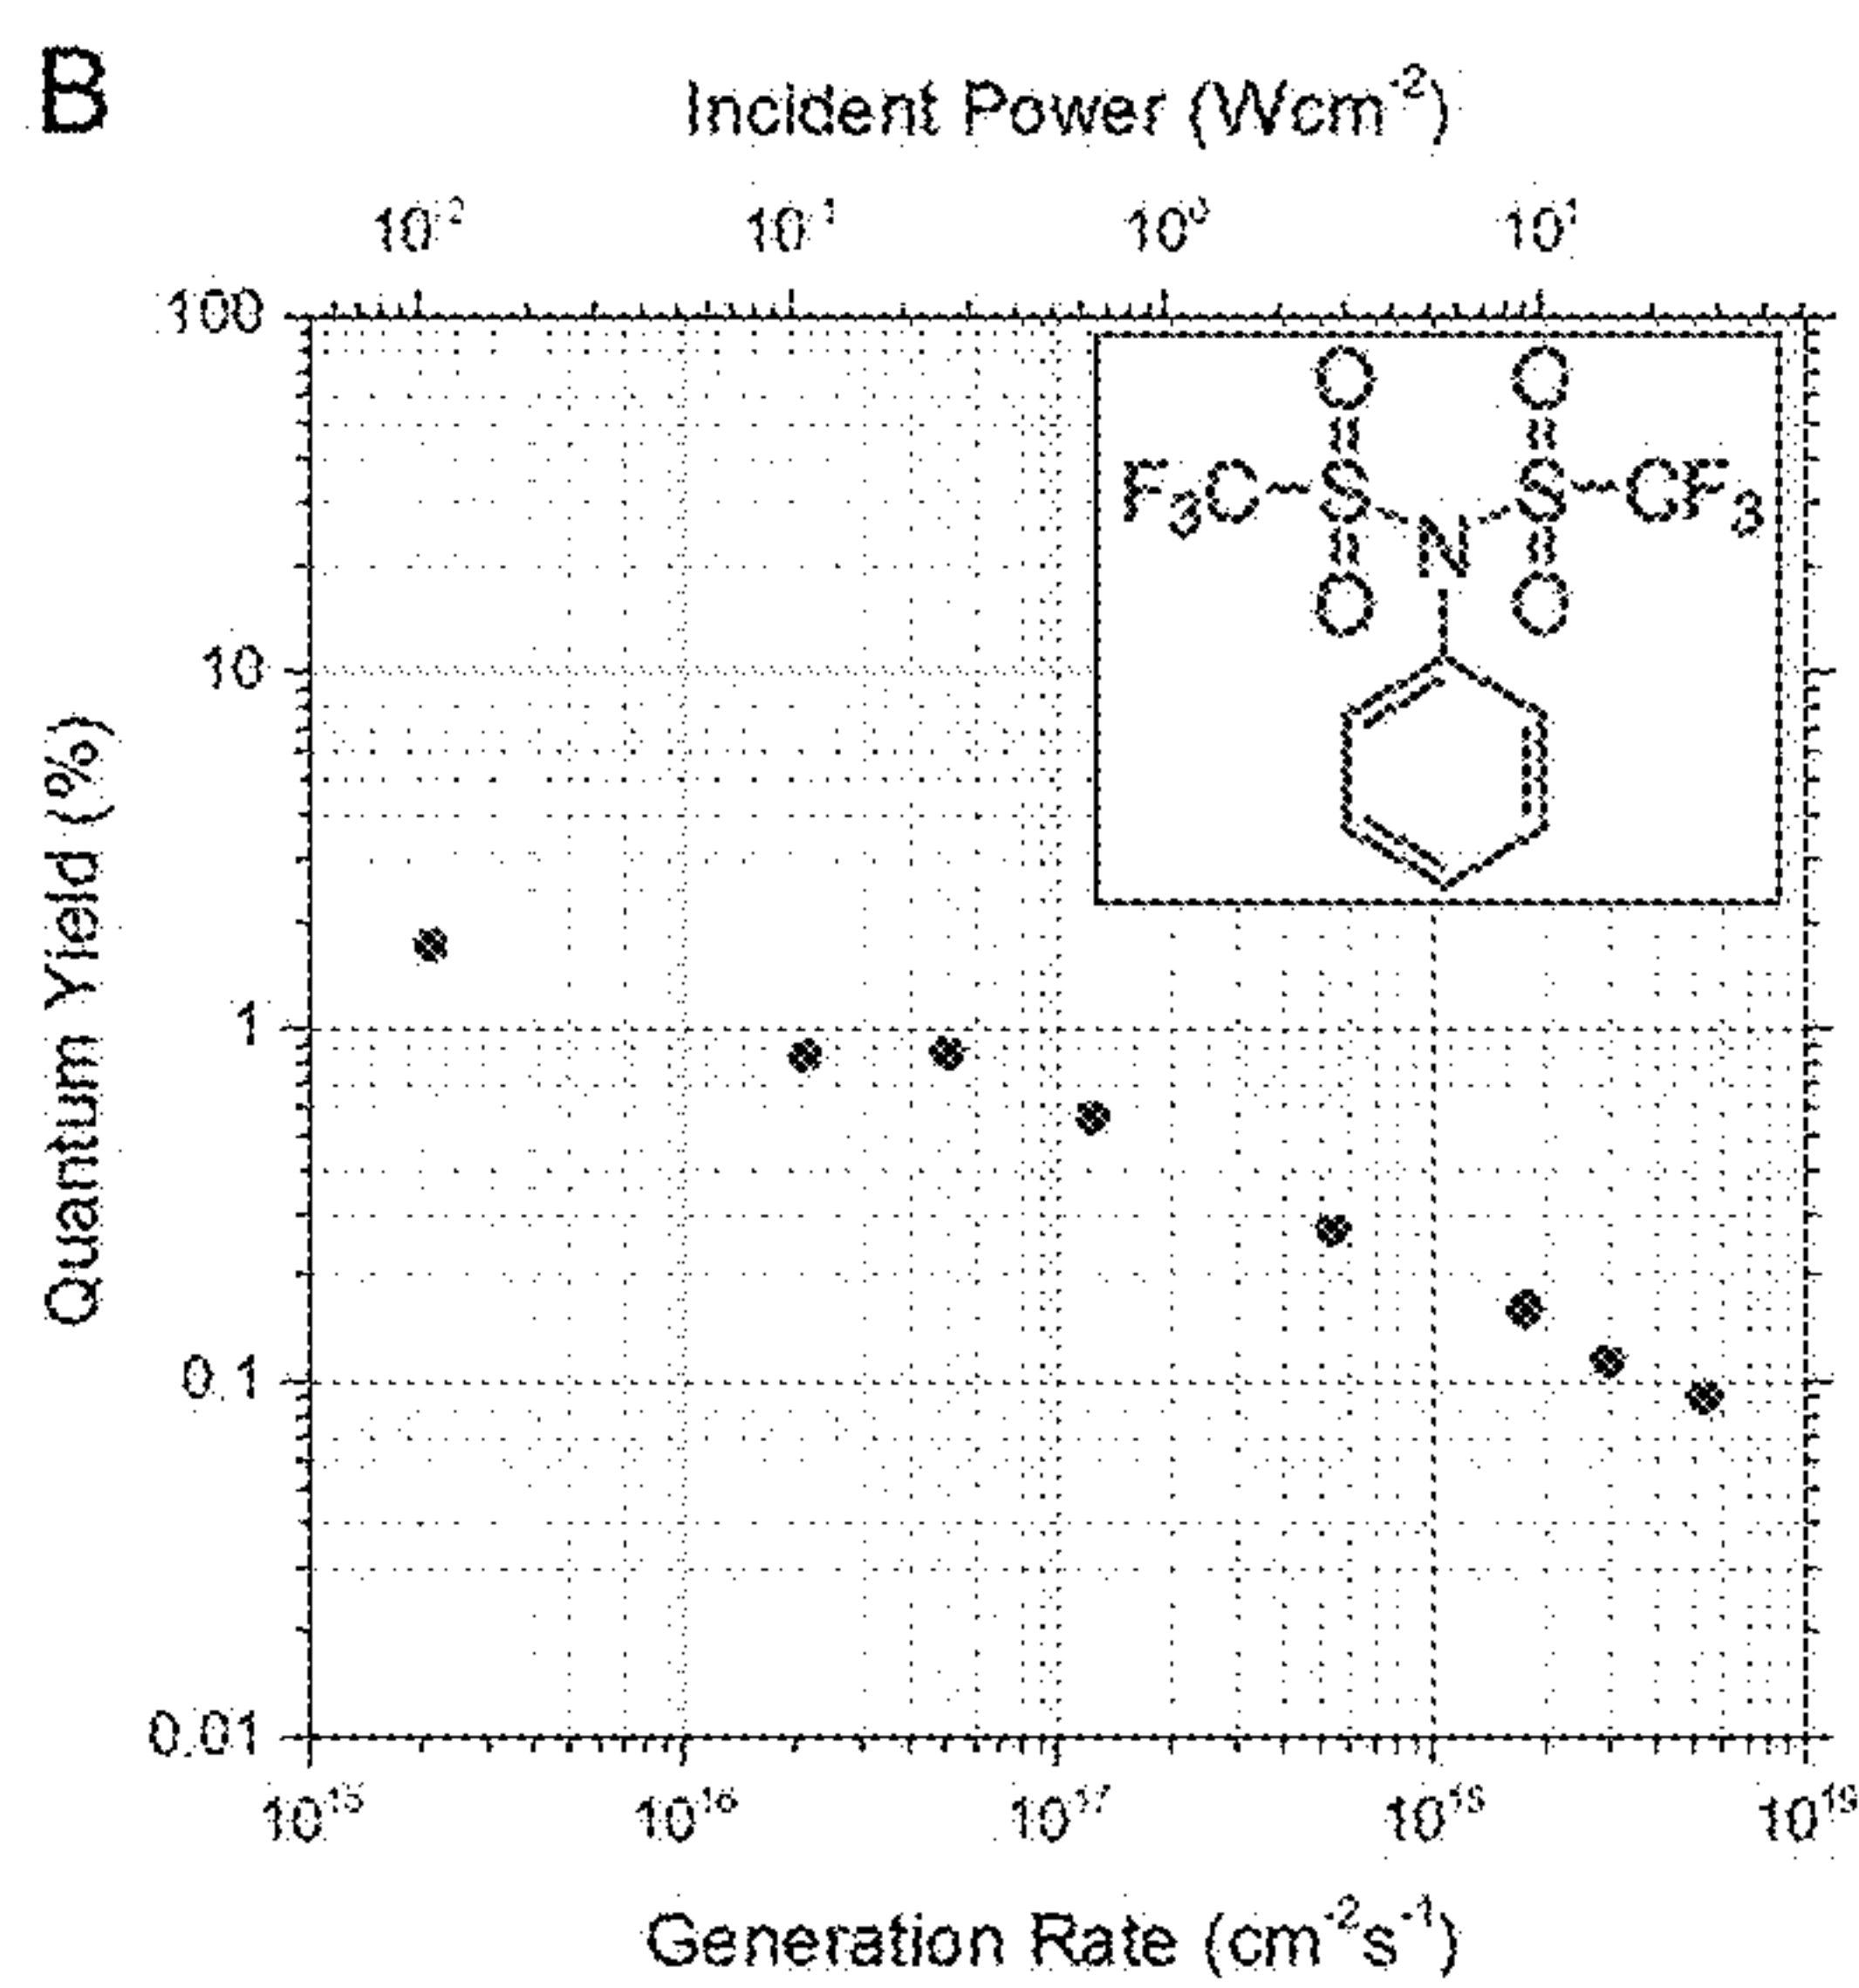 B
Incident Power (Wcm⁻²)
10⁻² 10⁻¹ 10⁰ 10¹
100
10
1
0.1
0.01
Quantum Yield (%)
O O
F₃C S N S CF₃
O O
10¹⁵ 10¹⁶ 10¹⁷ 10¹⁸ 10¹⁹
Generation Rate (cm⁻²s⁻¹)